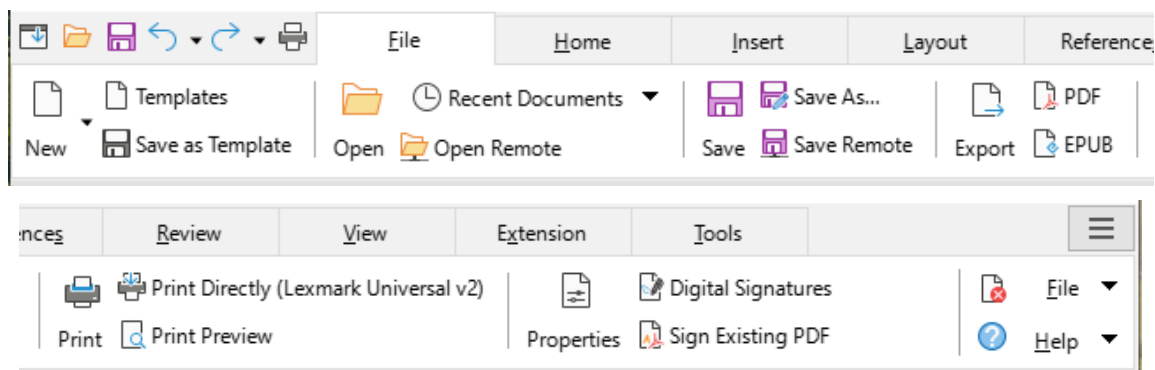 File Home Insert Layout Reference
Templates Recent Documents Save As... PDF
New Save as Template Open Open Remote Save Save Remote Export EPUB
nces Review View Extension Tools
Print Directly (Lexmark Universal v2) Digital Signatures File
Print Print Preview Properties Sign Existing PDF Help